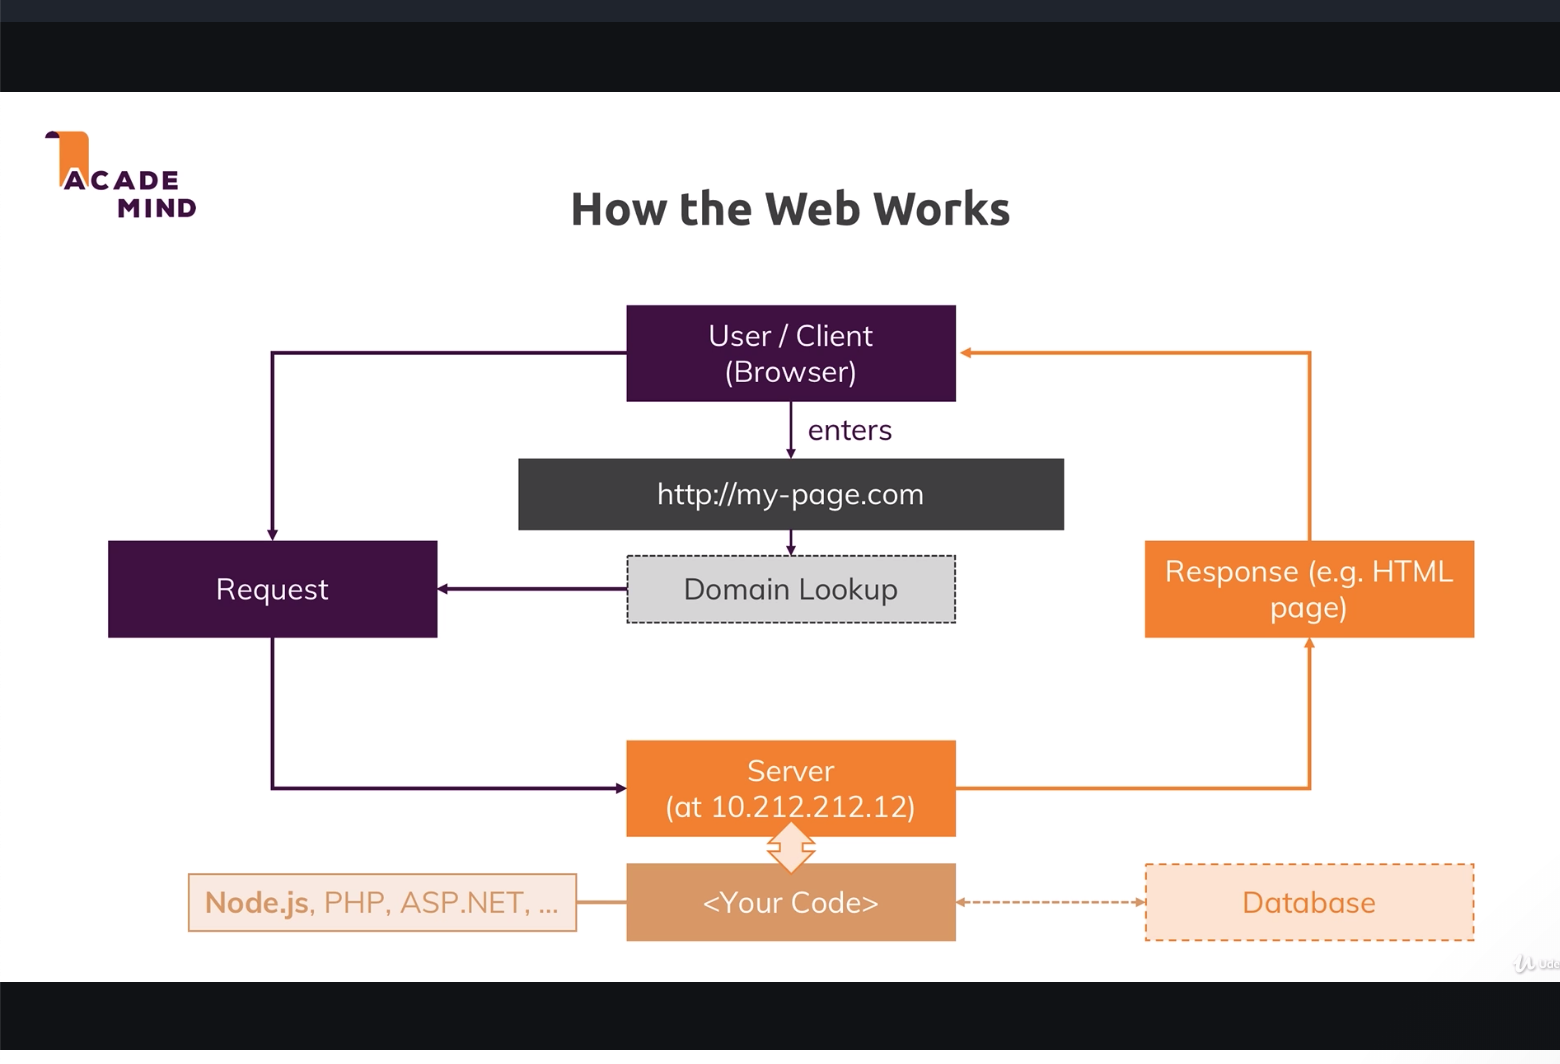 ACADE
MIND
How the Web Works
User / Client
(Browser)
enters
http://my-page.com
Request
Domain Lookup
Response (e.g. HTML
page)
Server
(at 10.212.212.12)
Node.js, PHP, ASP.NET, ...
<Your Code>
Database